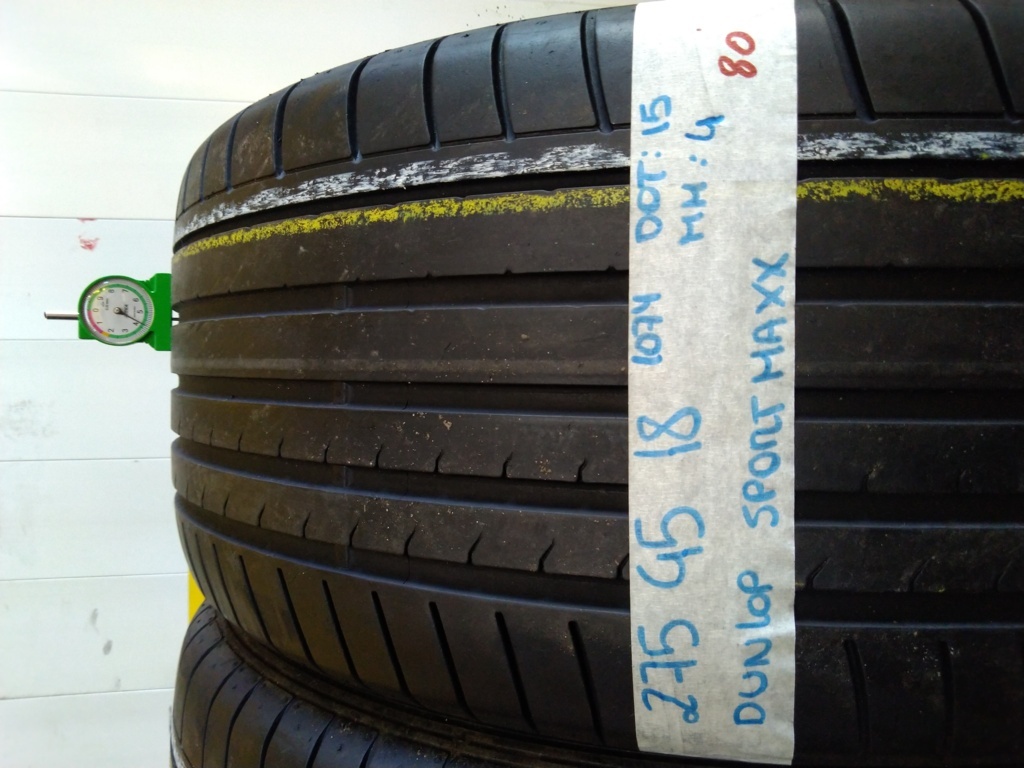 275 45 18 107Y DOT: 15
DUNLOP SPORT MAXX MM: 4
80